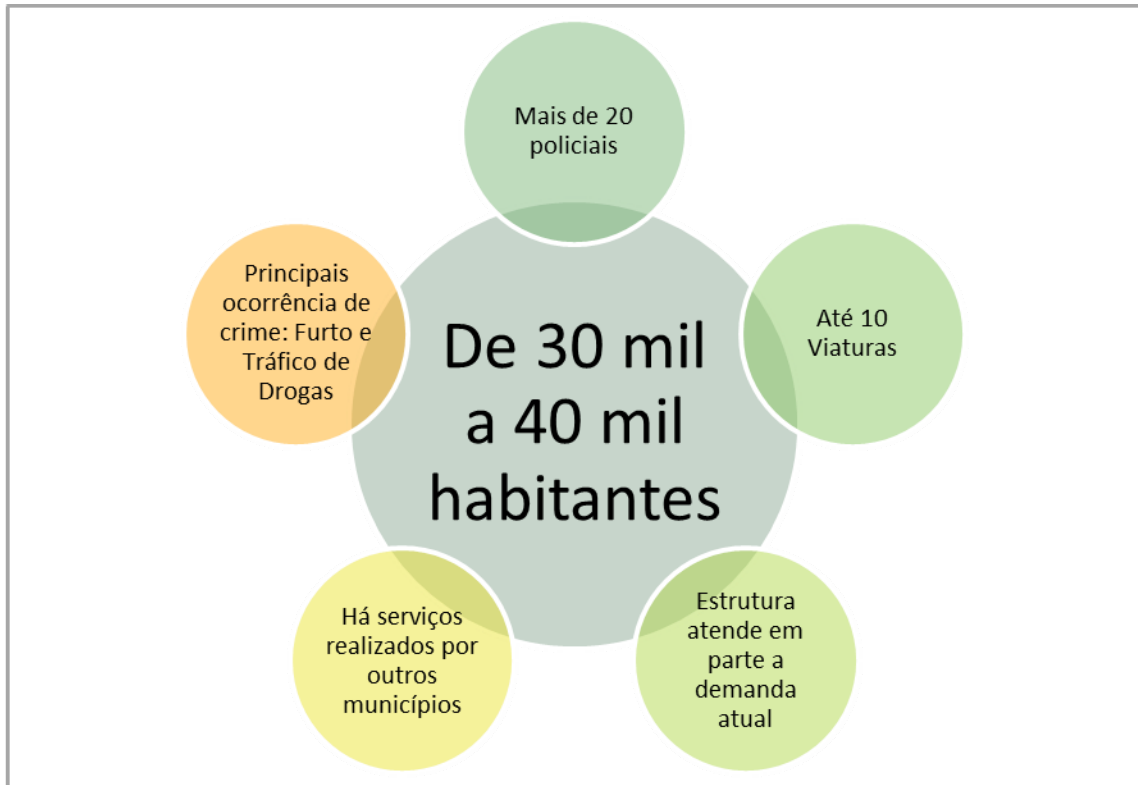 Mais de 20
policiais
Até 10
Viaturas
Estrutura
atende em
parte a
demanda
atual
Há serviços
realizados por
outros
municípios
Principais
ocorrência de
crime: Furto e
Tráfico de
Drogas
De 30 mil
a 40 mil
habitantes